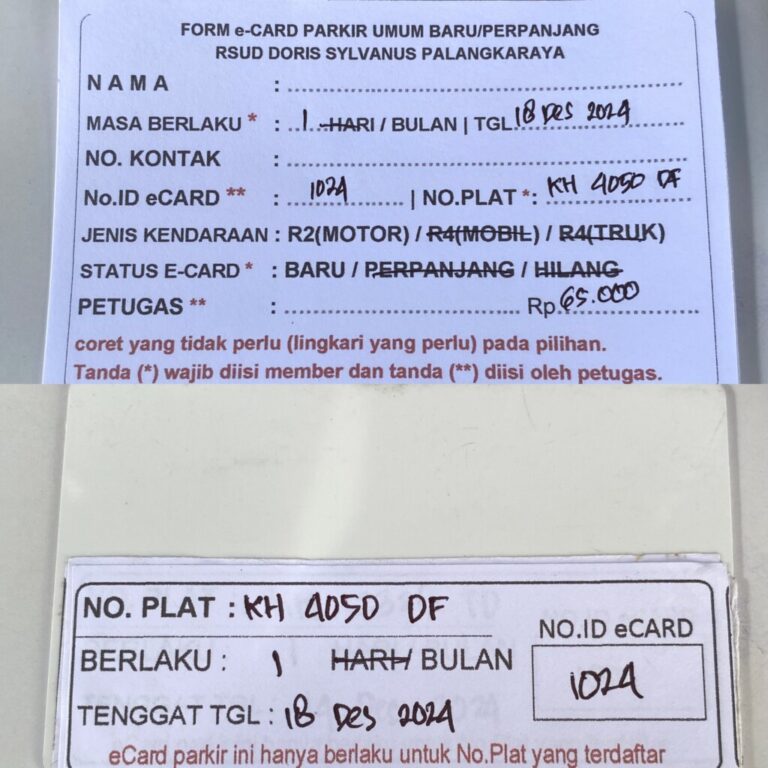 FORM e-CARD PARKIR UMUM BARU/PERPANJANG
RSUD DORIS SYLVANUS PALANGKARAYA
NAMA :
MASA BERLAKU * : 1 HARI / BULAN | TGL. 18 Des 2024
NO. KONTAK :
No.ID eCARD ** : 1024 | NO.PLAT *: KH 4050 DF
JENIS KENDARAAN : R2(MOTOR) / R4(MOBIL) / R4(TRUK)
STATUS E-CARD * : BARU / PERPANJANG / HILANG
PETUGAS ** : Rp. 65.000
coret yang tidak perlu (lingkari yang perlu) pada pilihan.
Tanda (*) wajib diisi member dan tanda (**) diisi oleh petugas.
NO. PLAT : KH 4050 DF
NO.ID eCARD
BERLAKU : 1 HARI / BULAN
1024
TENGGAT TGL : 18 Des 2024
eCard parkir ini hanya berlaku untuk No.Plat yang terdaftar